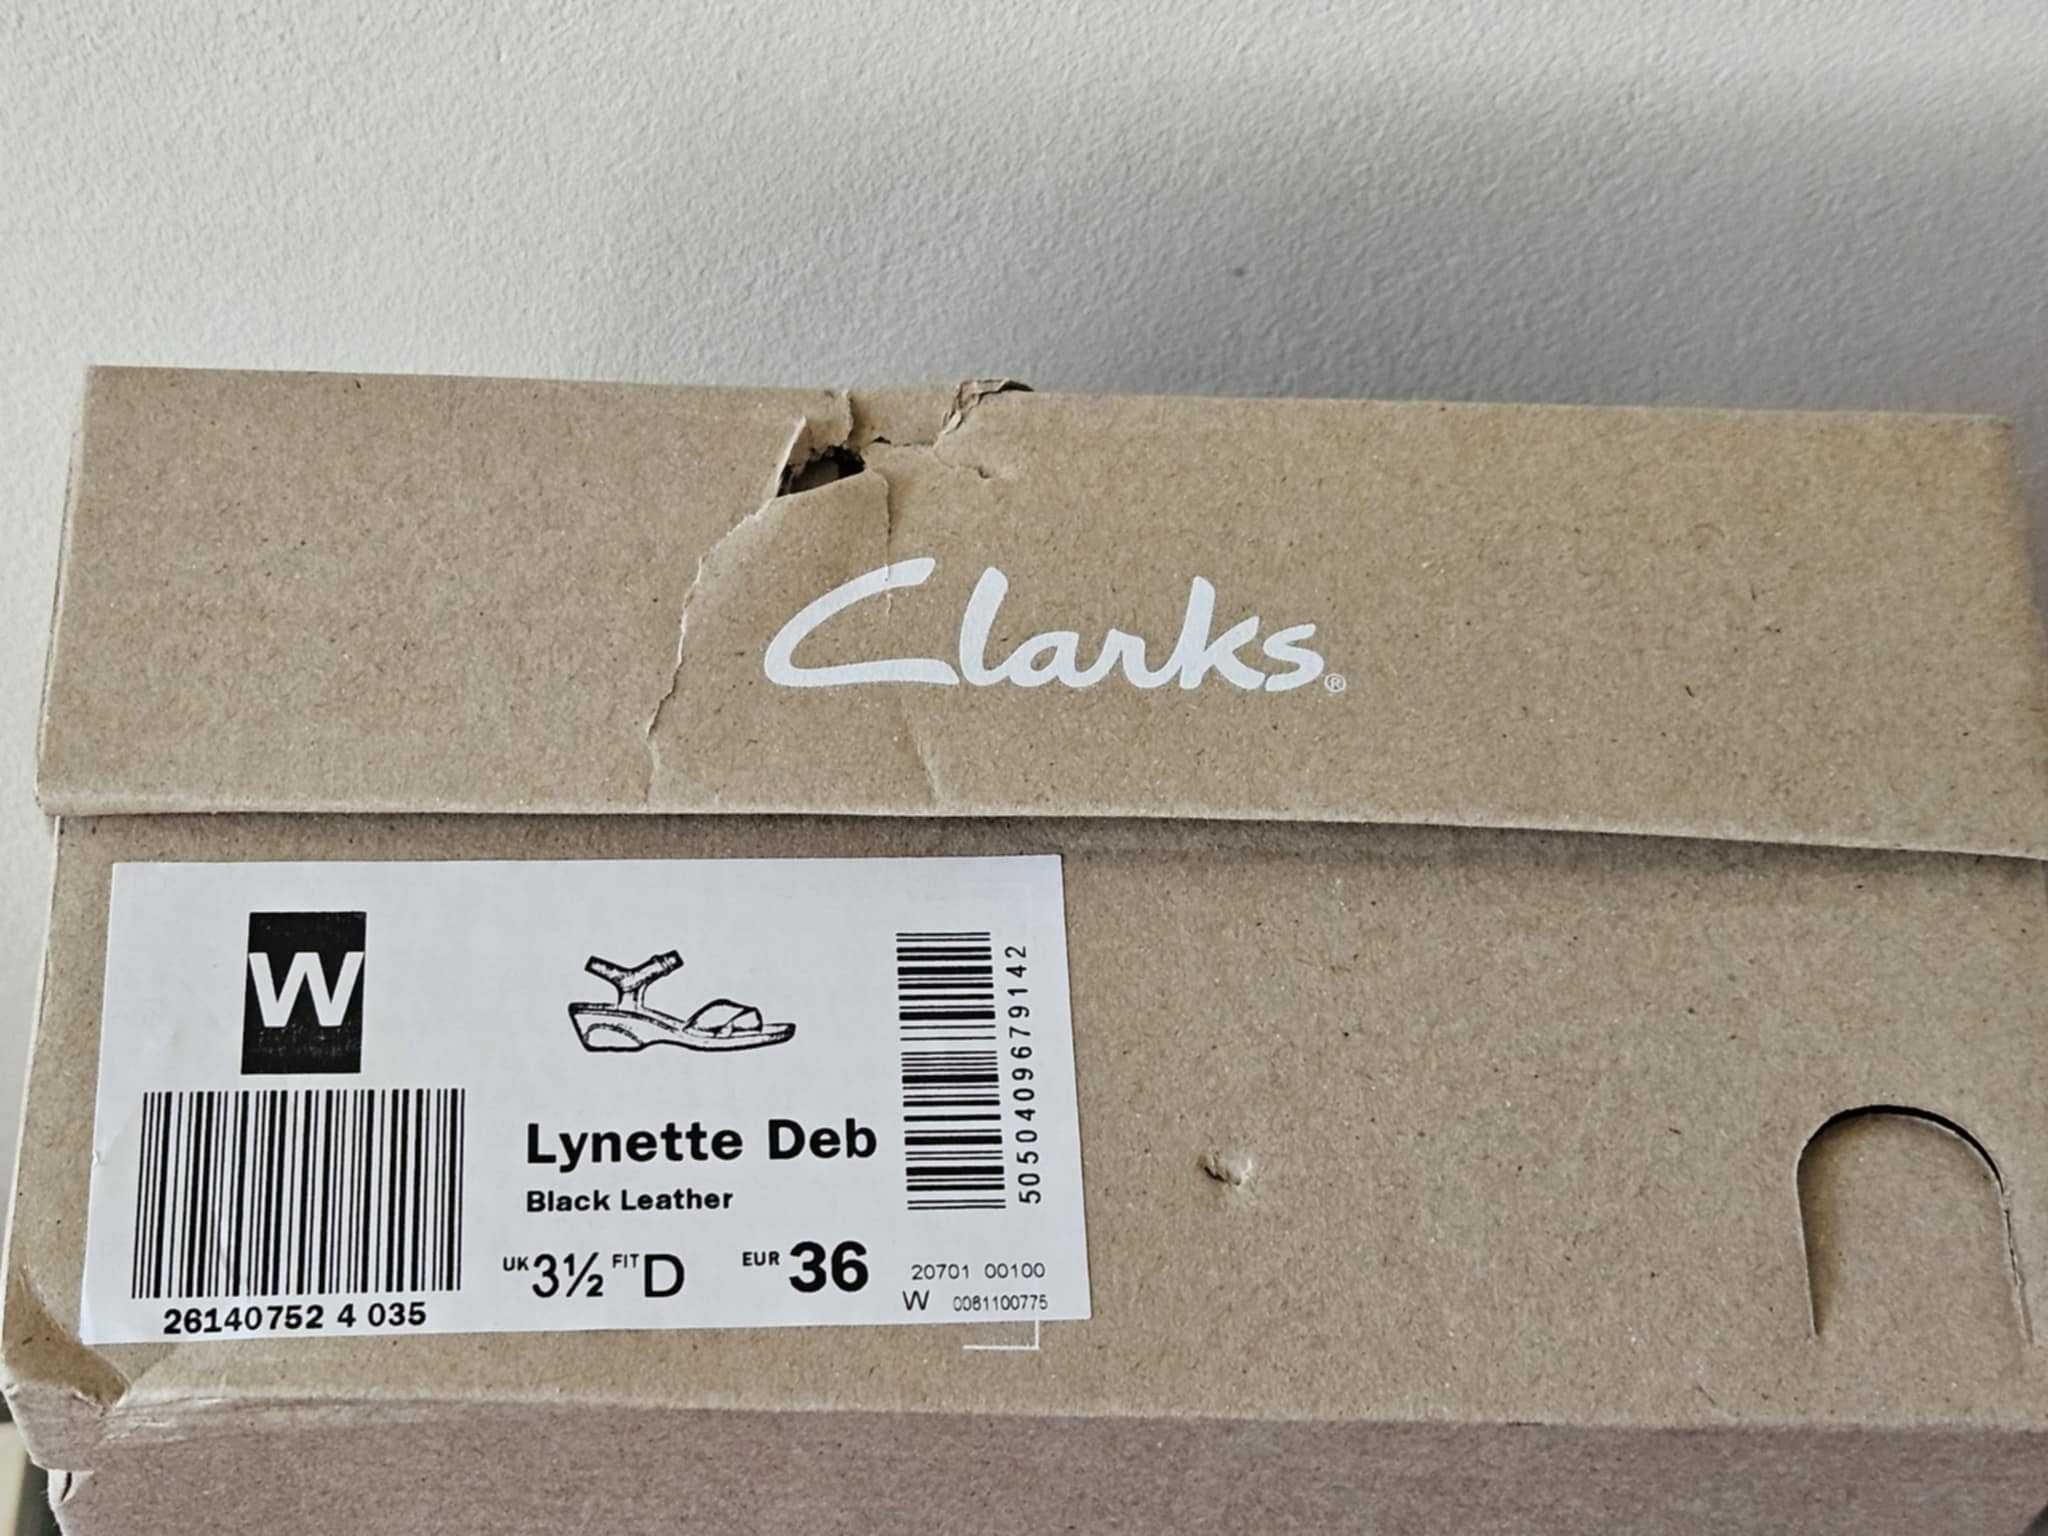 Clarks®
W
Lynette Deb
Black Leather
UK 3½ FIT D EUR 36
26140752 4 035
5050409679142
20701 00100
W 0081100775